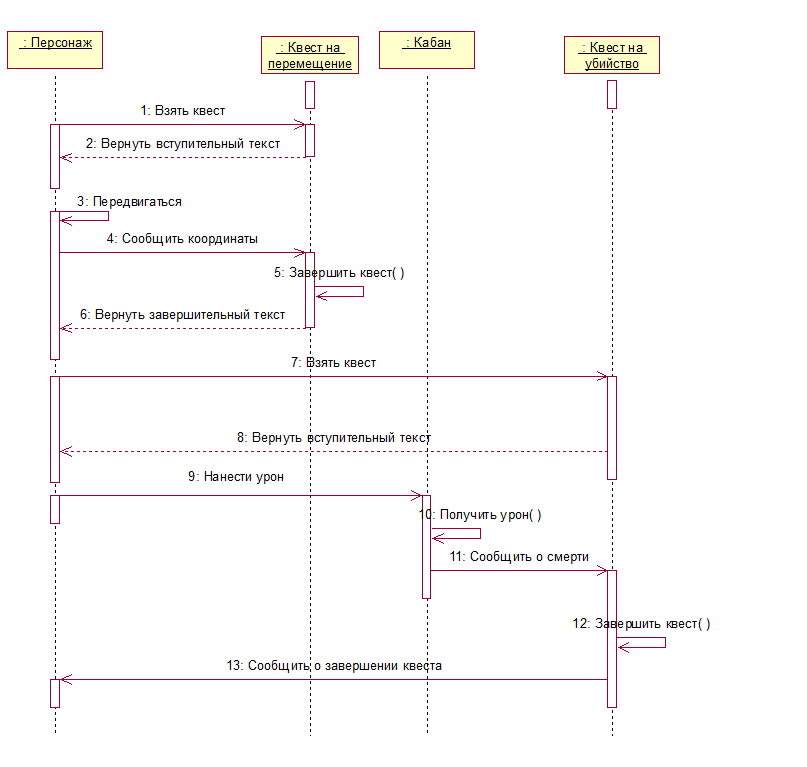 : Персонаж
: Квест на
перемещение
: Кабан
: Квест на
убийство
1: Взять квест
2: Вернуть вступительный текст
3: Передвигаться
4: Сообщить координаты
5: Завершить квест( )
6: Вернуть завершительный текст
7: Взять квест
8: Вернуть вступительный текст
9: Нанести урон
10: Получить урон( )
11: Сообщить о смерти
12: Завершить квест( )
13: Сообщить о завершении квеста